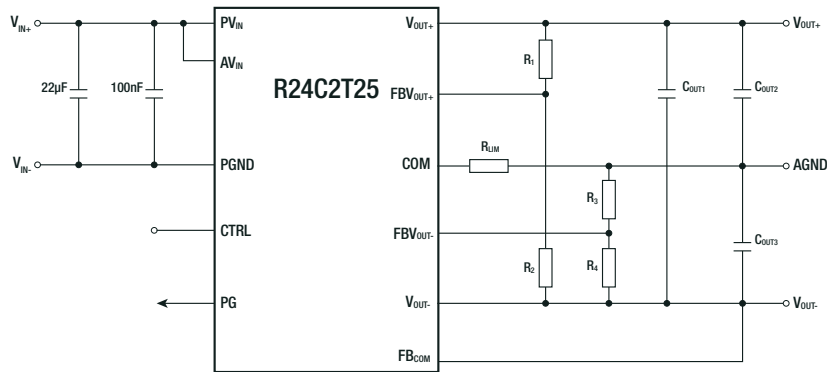 VIN+
PVIN
VOUT+
VOUT+
R1
AVIN
22µF
100nF
R24C2T25
FBVOUT+
COUT1
COUT2
VIN-
PGND
COM
RLIM
AGND
R3
CTRL
FBVOUT-
COUT3
R2
R4
PG
VOUT-
VOUT-
FBCOM